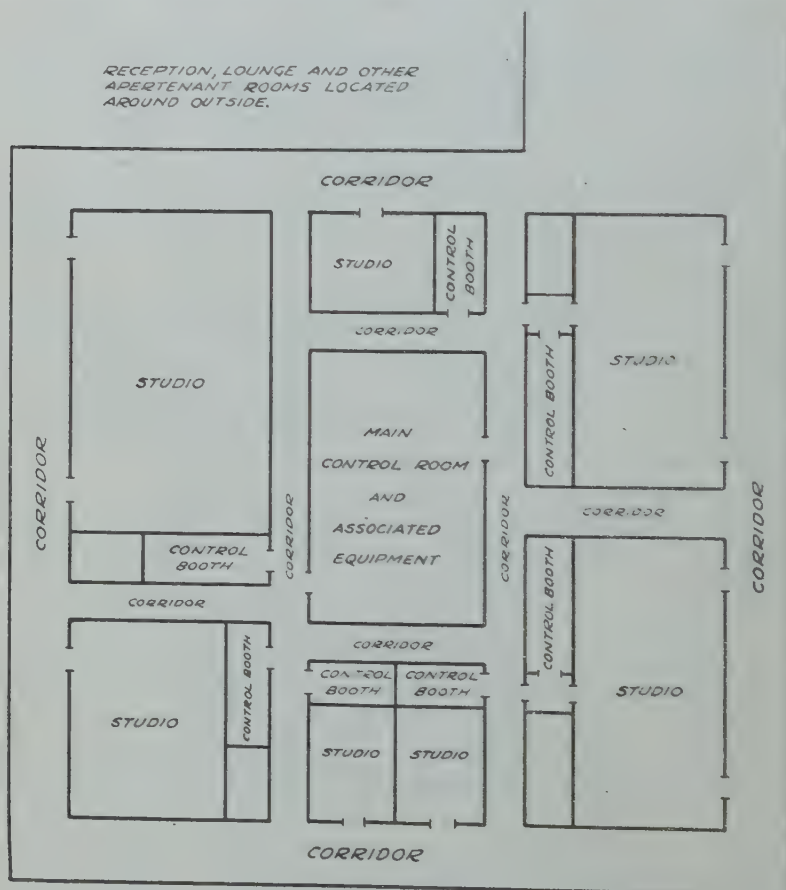 RECEPTION, LOUNGE AND OTHER
APERTENANT ROOMS LOCATED
AROUND OUTSIDE.
CORRIDOR
STUDIO
CONTROL
BOOTH
CORRIDOR
STUDIO
STUDIO
CONTROL BOOTH
MAIN
CONTROL ROOM
AND
ASSOCIATED
EQUIPMENT
CORRIDOR
CORRIDOR
CORRIDOR
CORRIDOR
CORRIDOR
CONTROL
BOOTH
CONTROL BOOTH
CORRIDOR
CORRIDOR
CONTROL BOOTH
CONTROL
BOOTH
CONTROL
BOOTH
STUDIO
STUDIO
STUDIO
STUDIO
CORRIDOR